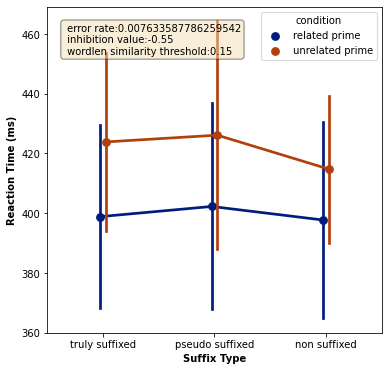 error rate:0.007633587786259542
inhibition value:-0.55
wordlen similarity threshold:0.15
condition
related prime
unrelated prime
460
440
420
400
380
360
Reaction Time (ms)
truly suffixed
pseudo suffixed
non suffixed
Suffix Type